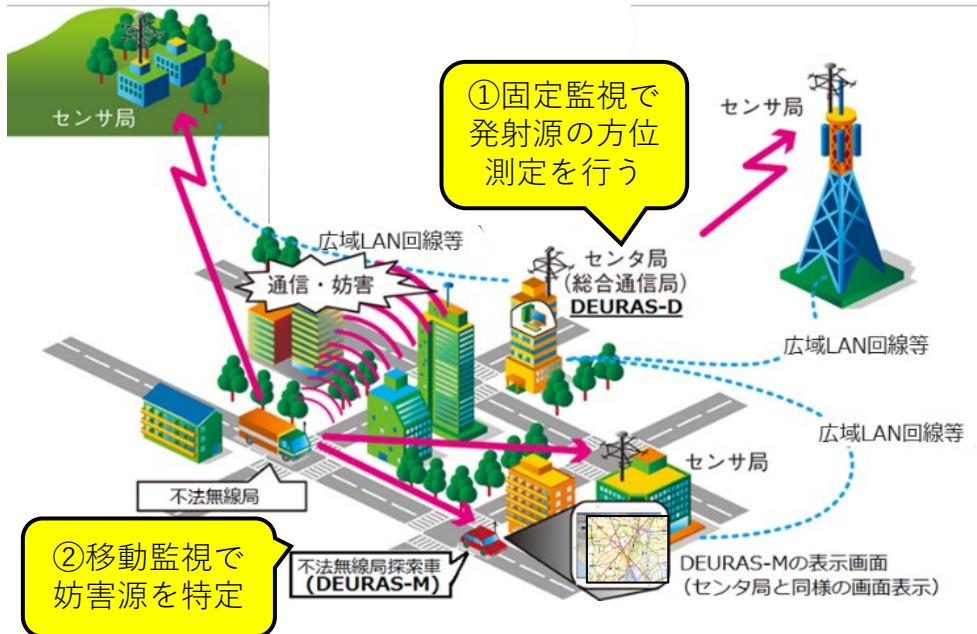 センサ局
①固定監視で
発射源の方位
測定を行う
センサ局
広域LAN回線等
通信・妨害
センタ局
(総合通信局)
DEURAS-D
広域LAN回線等
広域LAN回線等
センサ局
不法無線局
②移動監視で
妨害源を特定
不法無線局探索車
(DEURAS-M)
DEURAS-Mの表示画面
(センタ局と同様の画面表示)